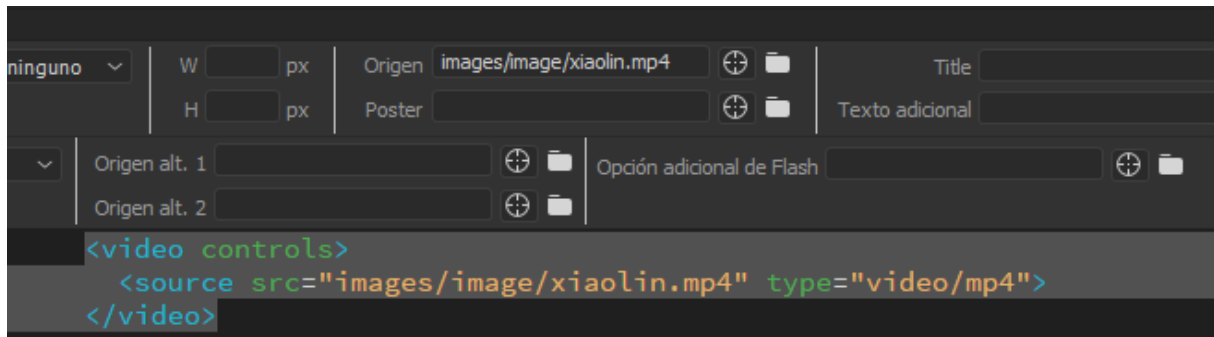 ninguno W px Origen images/image/xiaolin.mp4 Title
H px Poster Texto adicional
Origen alt. 1 Opción adicional de Flash
Origen alt. 2
<video controls>
<source src="images/image/xiaolin.mp4" type="video/mp4">
</video>